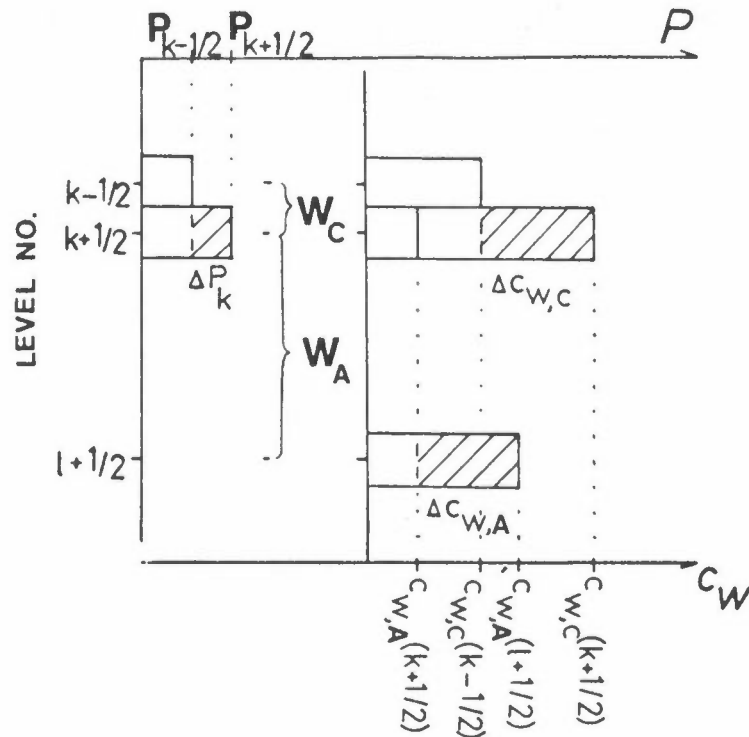 P k-1/2 P k+1/2 P
LEVEL NO.
k-1/2
k+1/2
l+1/2
ΔP k
W C
W A
Δc W,C
Δc W,A
c W,A (k+1/2)
c W,C (k-1/2)
c W,A (l+1/2)
c W,C (k+1/2)
c W